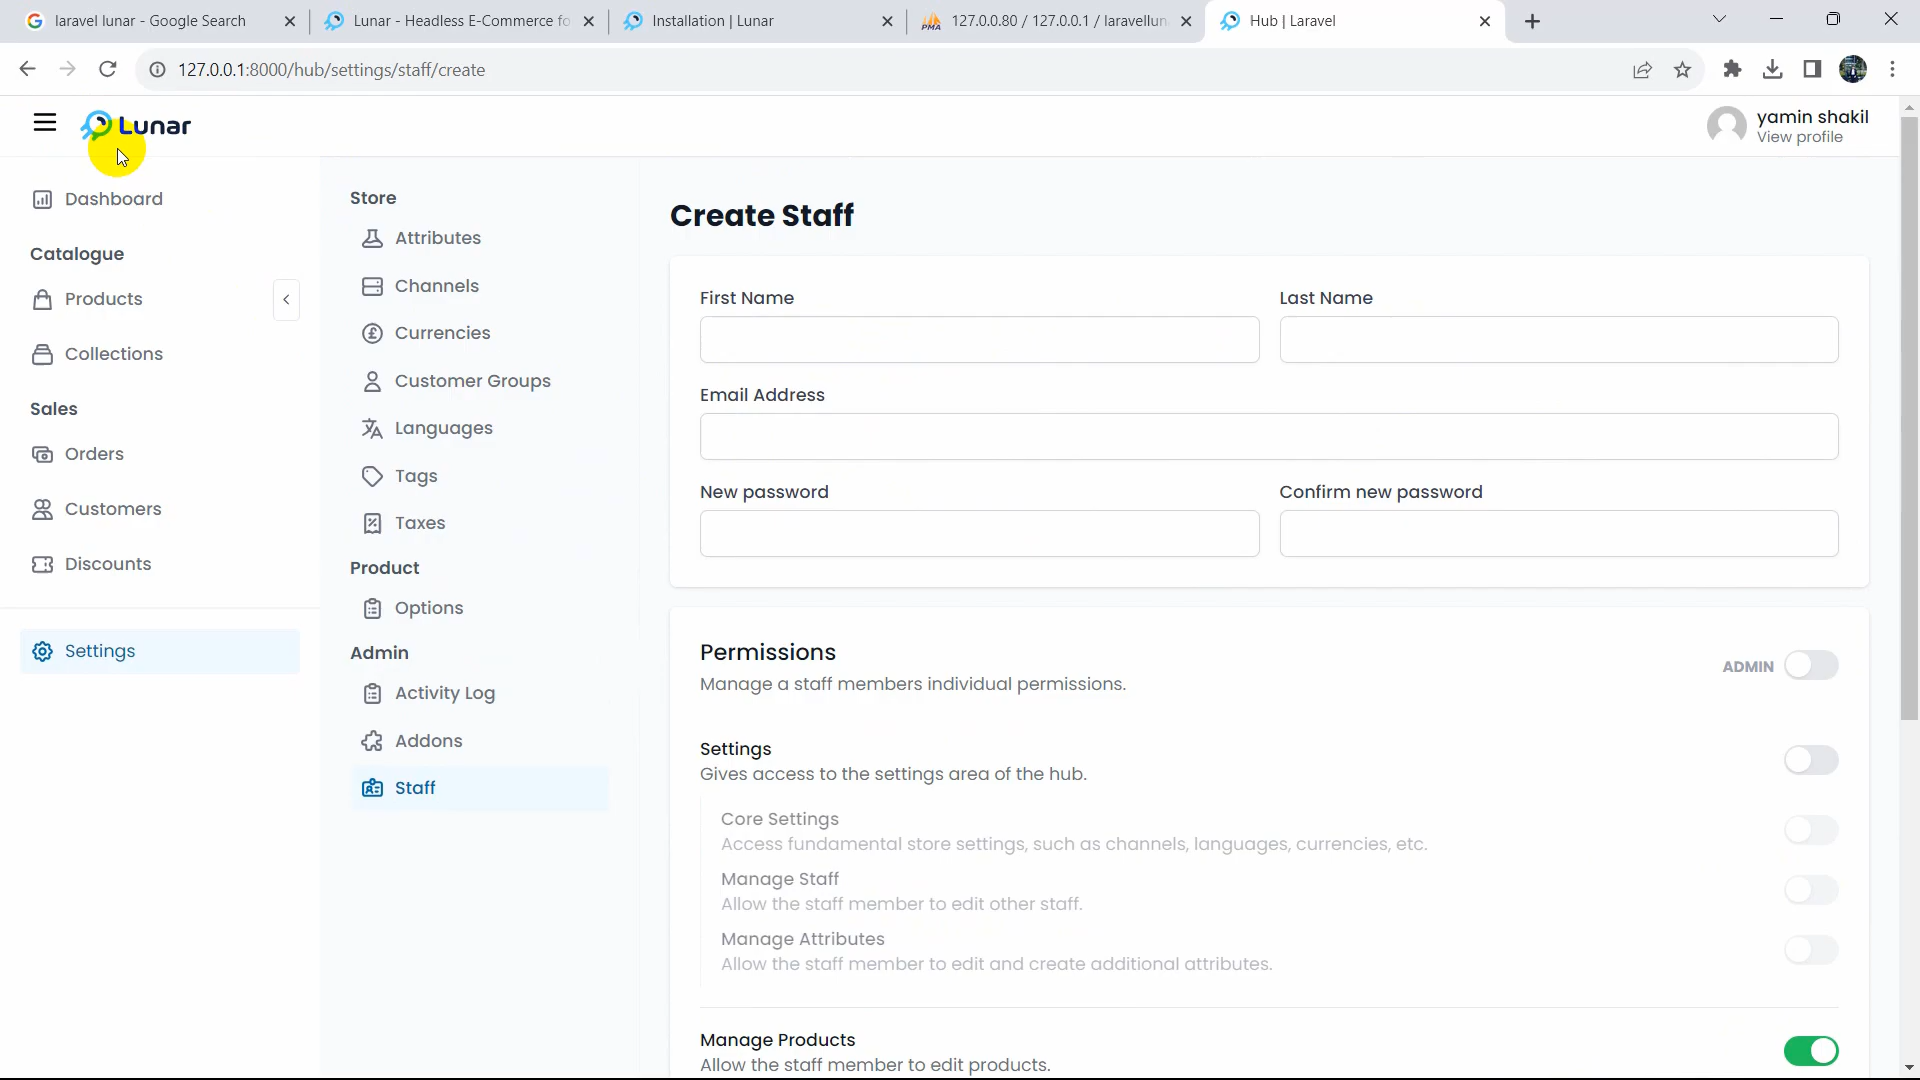 laravel lunar - Google Search
Lunar - Headless E-Commerce fo
Installation | Lunar
127.0.0.80 / 127.0.0.1 / laravellun
Hub | Laravel
127.0.0.1:8000/hub/settings/staff/create
Lunar
yamin shakil
View profile
Dashboard
Catalogue
Products
Collections
Sales
Orders
Customers
Discounts
Settings
Store
Attributes
Channels
Currencies
Customer Groups
Languages
Tags
Taxes
Product
Options
Admin
Activity Log
Addons
Staff
Create Staff
First Name
Last Name
Email Address
New password
Confirm new password
Permissions
ADMIN
Manage a staff members individual permissions.
Settings
Gives access to the settings area of the hub.
Core Settings
Access fundamental store settings, such as channels, languages, currencies, etc.
Manage Staff
Allow the staff member to edit other staff.
Manage Attributes
Allow the staff member to edit and create additional attributes.
Manage Products
Allow the staff member to edit products.